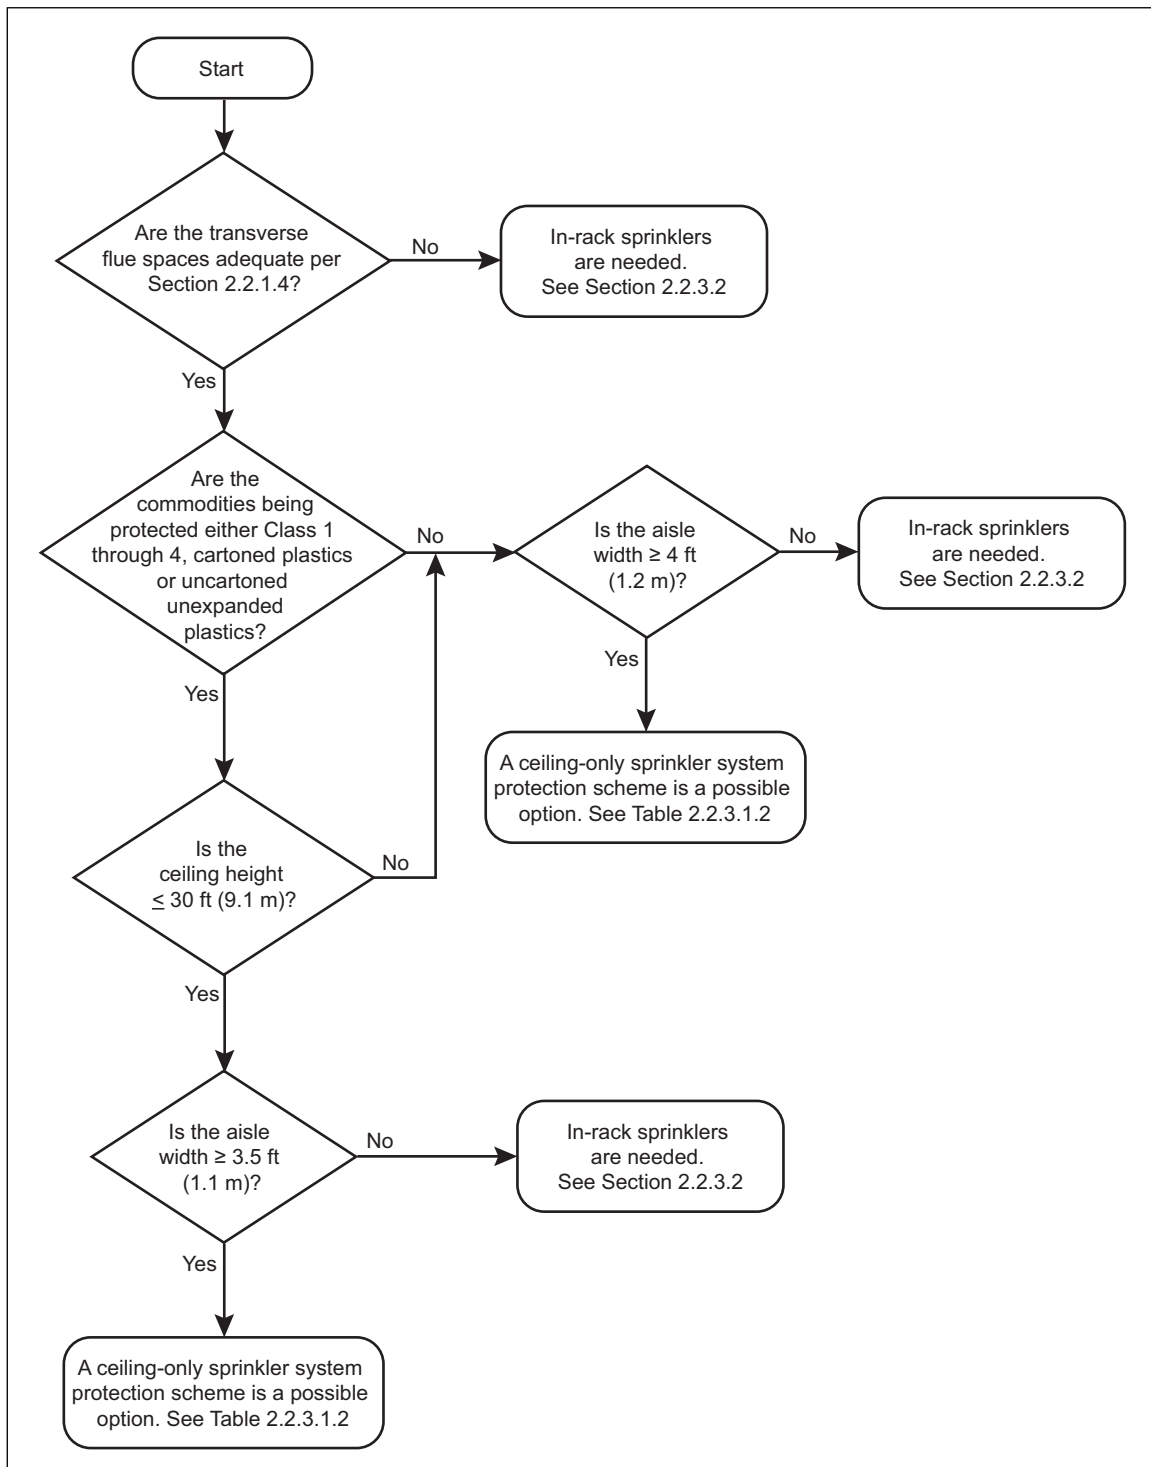 Start
Are the transverse
flue spaces adequate per
Section 2.2.1.4?
No
In-rack sprinklers
are needed.
See Section 2.2.3.2
Yes
Are the
commodities being
protected either Class 1
through 4, cartoned plastics
or uncartoned
unexpanded
plastics?
No
Is the aisle
width ≥ 4 ft
(1.2 m)?
No
In-rack sprinklers
are needed.
See Section 2.2.3.2
Yes
A ceiling-only sprinkler system
protection scheme is a possible
option. See Table 2.2.3.1.2
Yes
Is the
ceiling height
≤ 30 ft (9.1 m)?
No
Yes
Is the aisle
width ≥ 3.5 ft
(1.1 m)?
No
In-rack sprinklers
are needed.
See Section 2.2.3.2
Yes
A ceiling-only sprinkler system
protection scheme is a possible
option. See Table 2.2.3.1.2